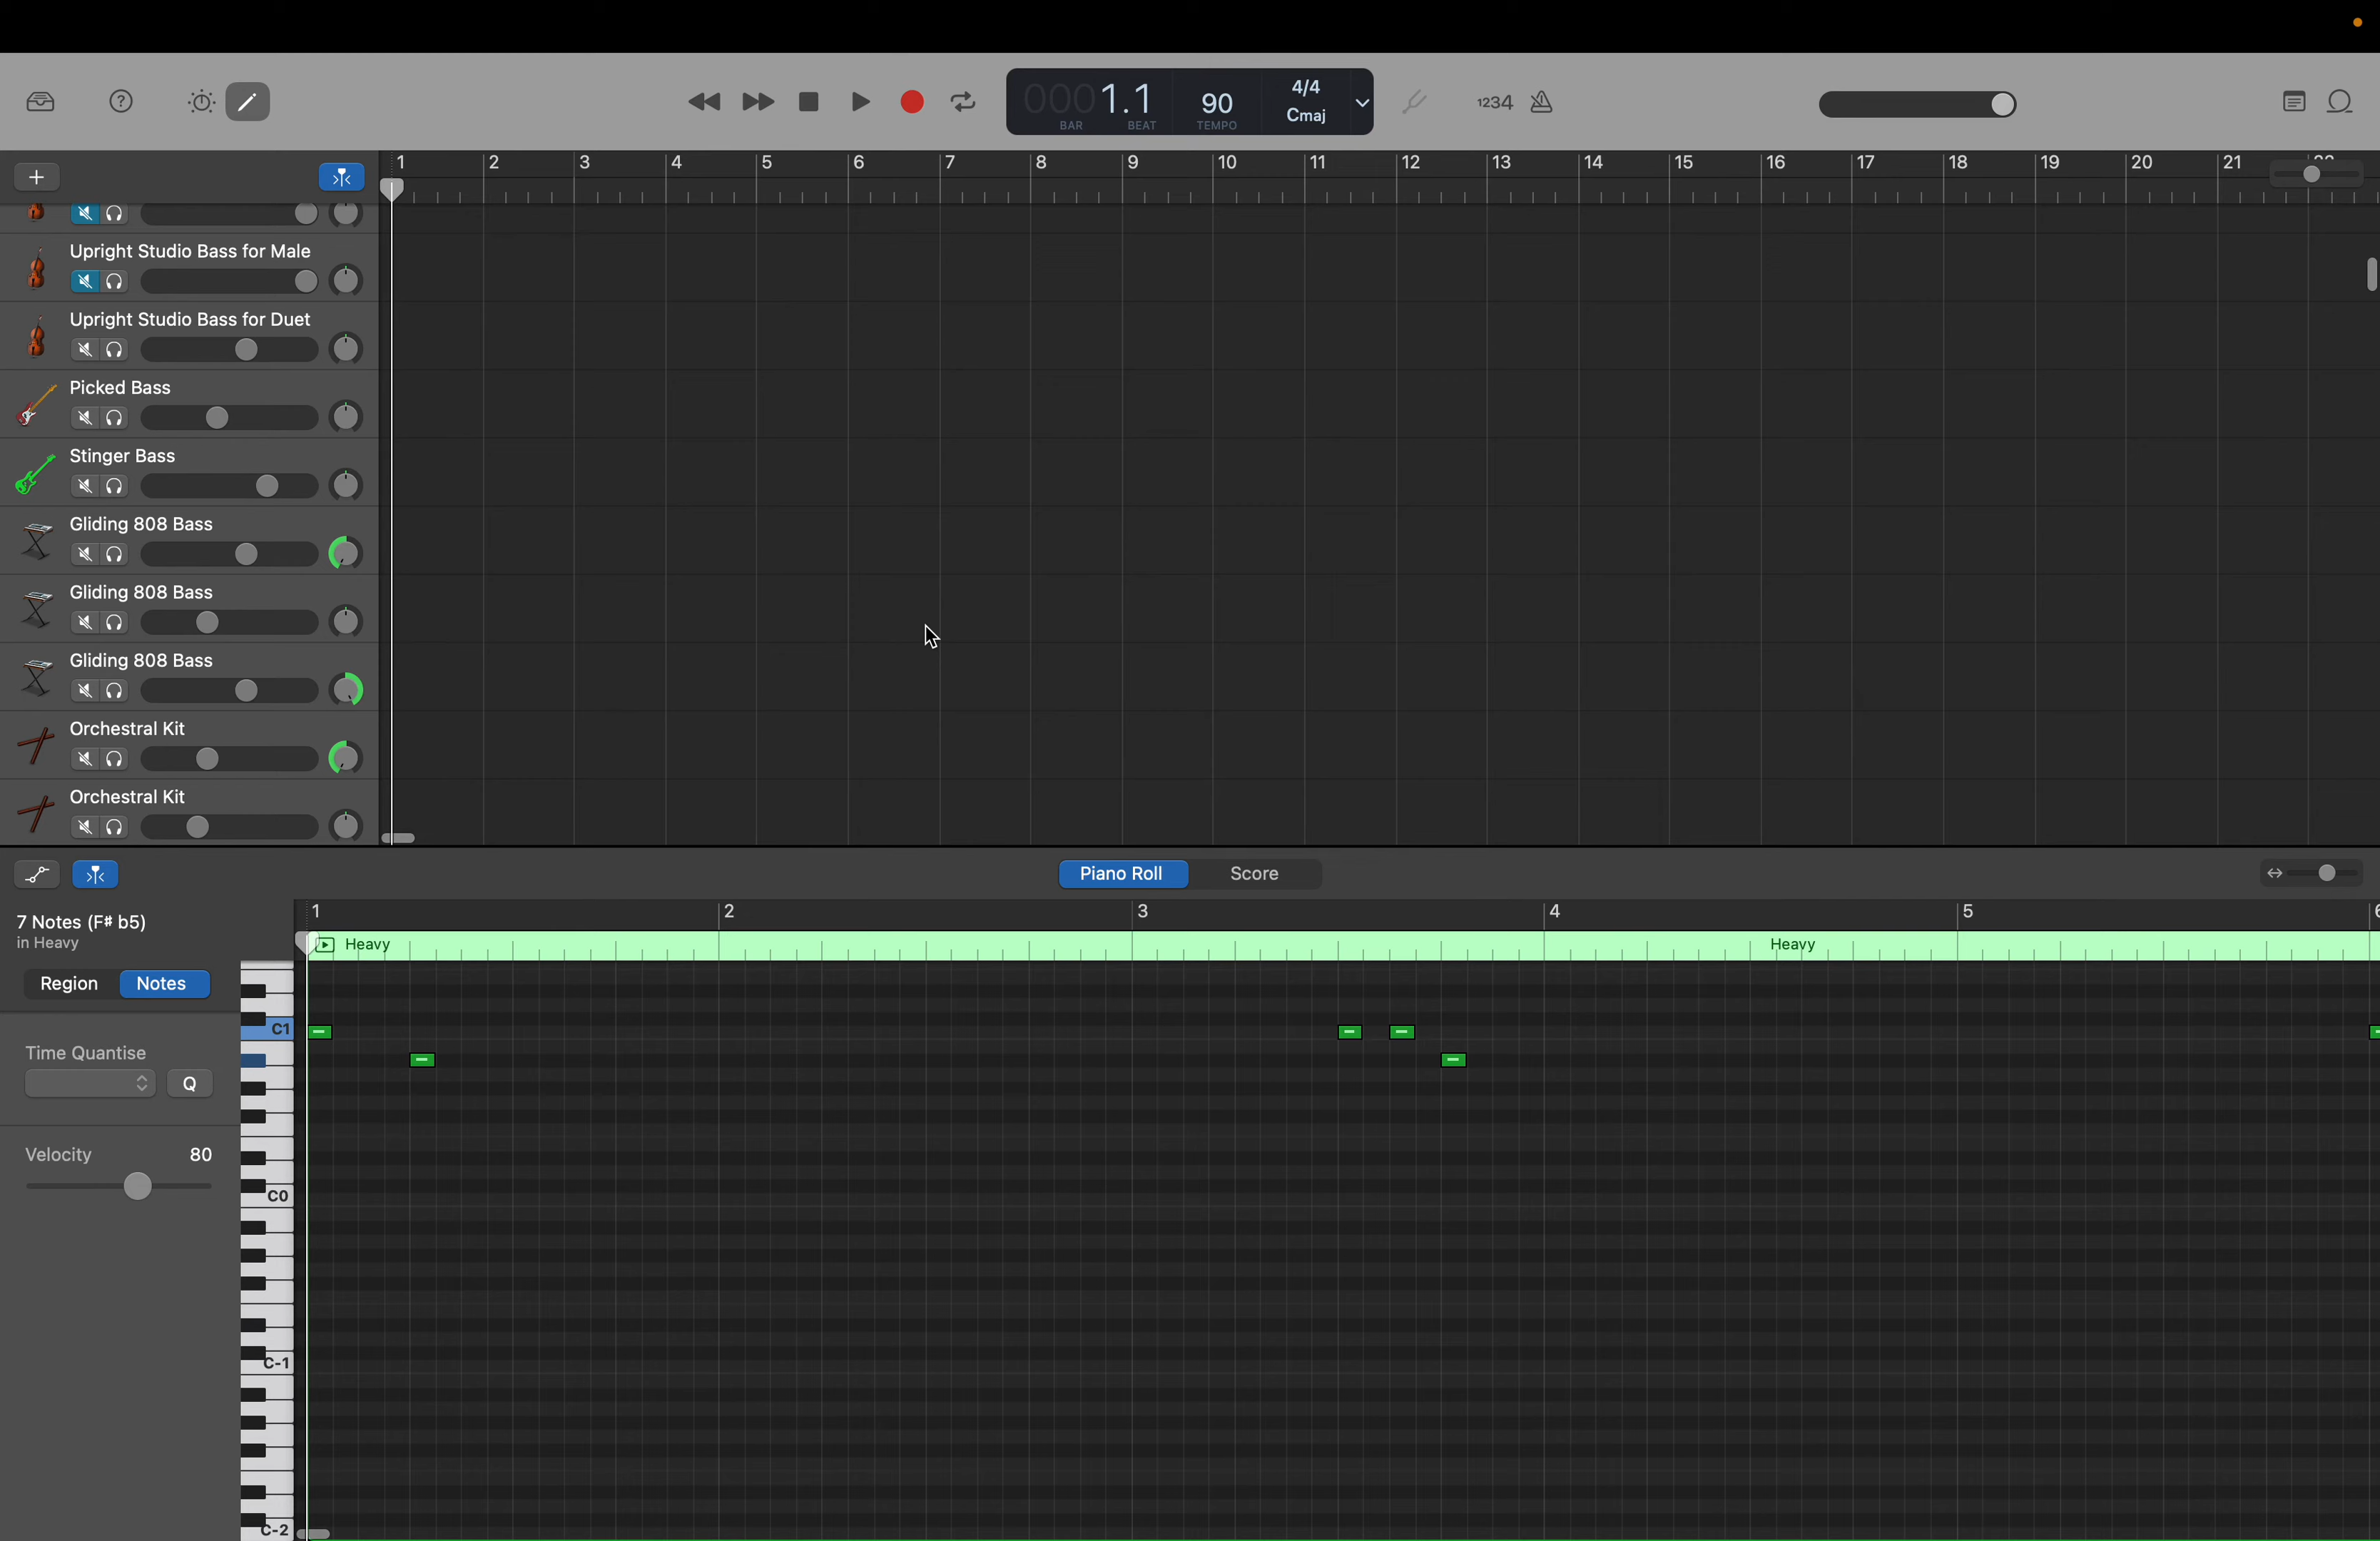 0001.1
BAR
BEAT
90
TEMPO
4/4
Cmaj
1234
1 2 3 4 5 6 7 8 9 10 11 12 13 14 15 16 17 18 19 20 21
Upright Studio Bass for Male
Upright Studio Bass for Duet
Picked Bass
Stinger Bass
Gliding 808 Bass
Gliding 808 Bass
Gliding 808 Bass
Orchestral Kit
Orchestral Kit
Piano Roll Score
7 Notes (F# b5)
in Heavy
1 2 3 4 5
Heavy Heavy
Region Notes
C1
Time Quantise
Q
Velocity 80
C0
C-1
C-2